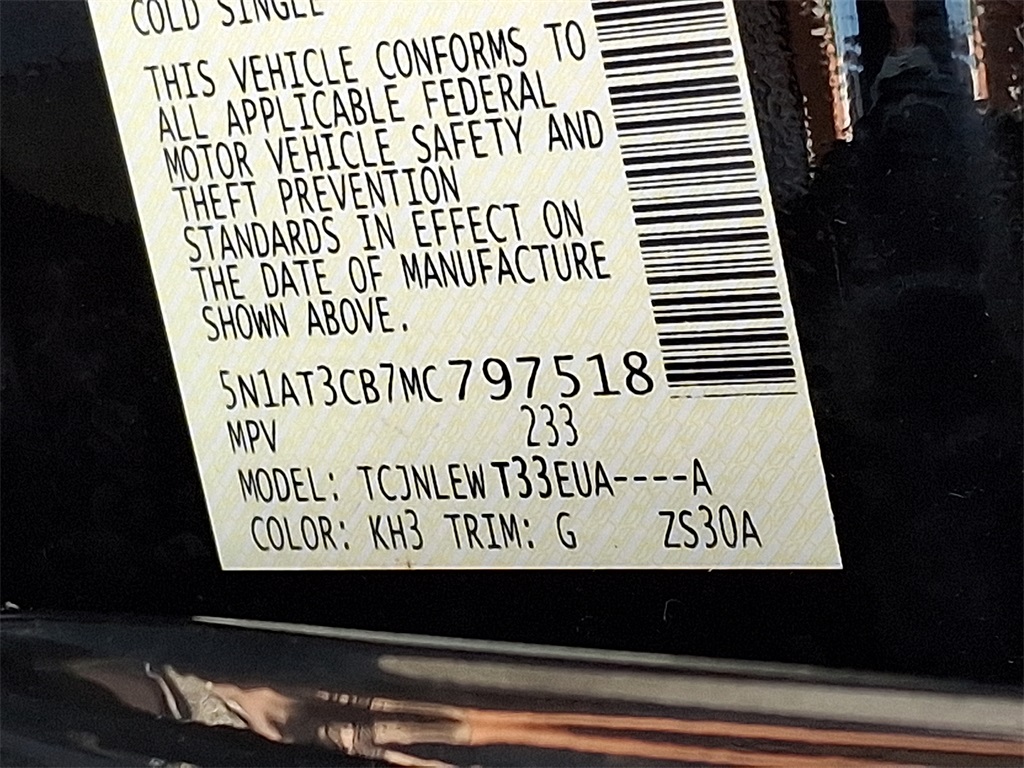 COLD SINGLE
THIS VEHICLE CONFORMS TO
ALL APPLICABLE FEDERAL
MOTOR VEHICLE SAFETY AND
THEFT PREVENTION
STANDARDS IN EFFECT ON
THE DATE OF MANUFACTURE
SHOWN ABOVE.
5N1AT3CB7MC797518
MPV 233
MODEL: TCJNLEWT33EUA----A
COLOR: KH3 TRIM: G ZS30A